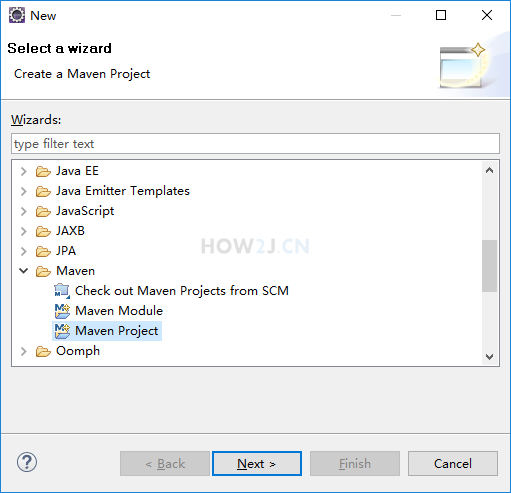 New
Select a wizard
Create a Maven Project
Wizards:
type filter text
Java EE
Java Emitter Templates
JavaScript
JAXB
JPA
HOW2J.CN
Maven
Check out Maven Projects from SCM
Maven Module
Maven Project
Oomph
?
< Back
Next >
Finish
Cancel